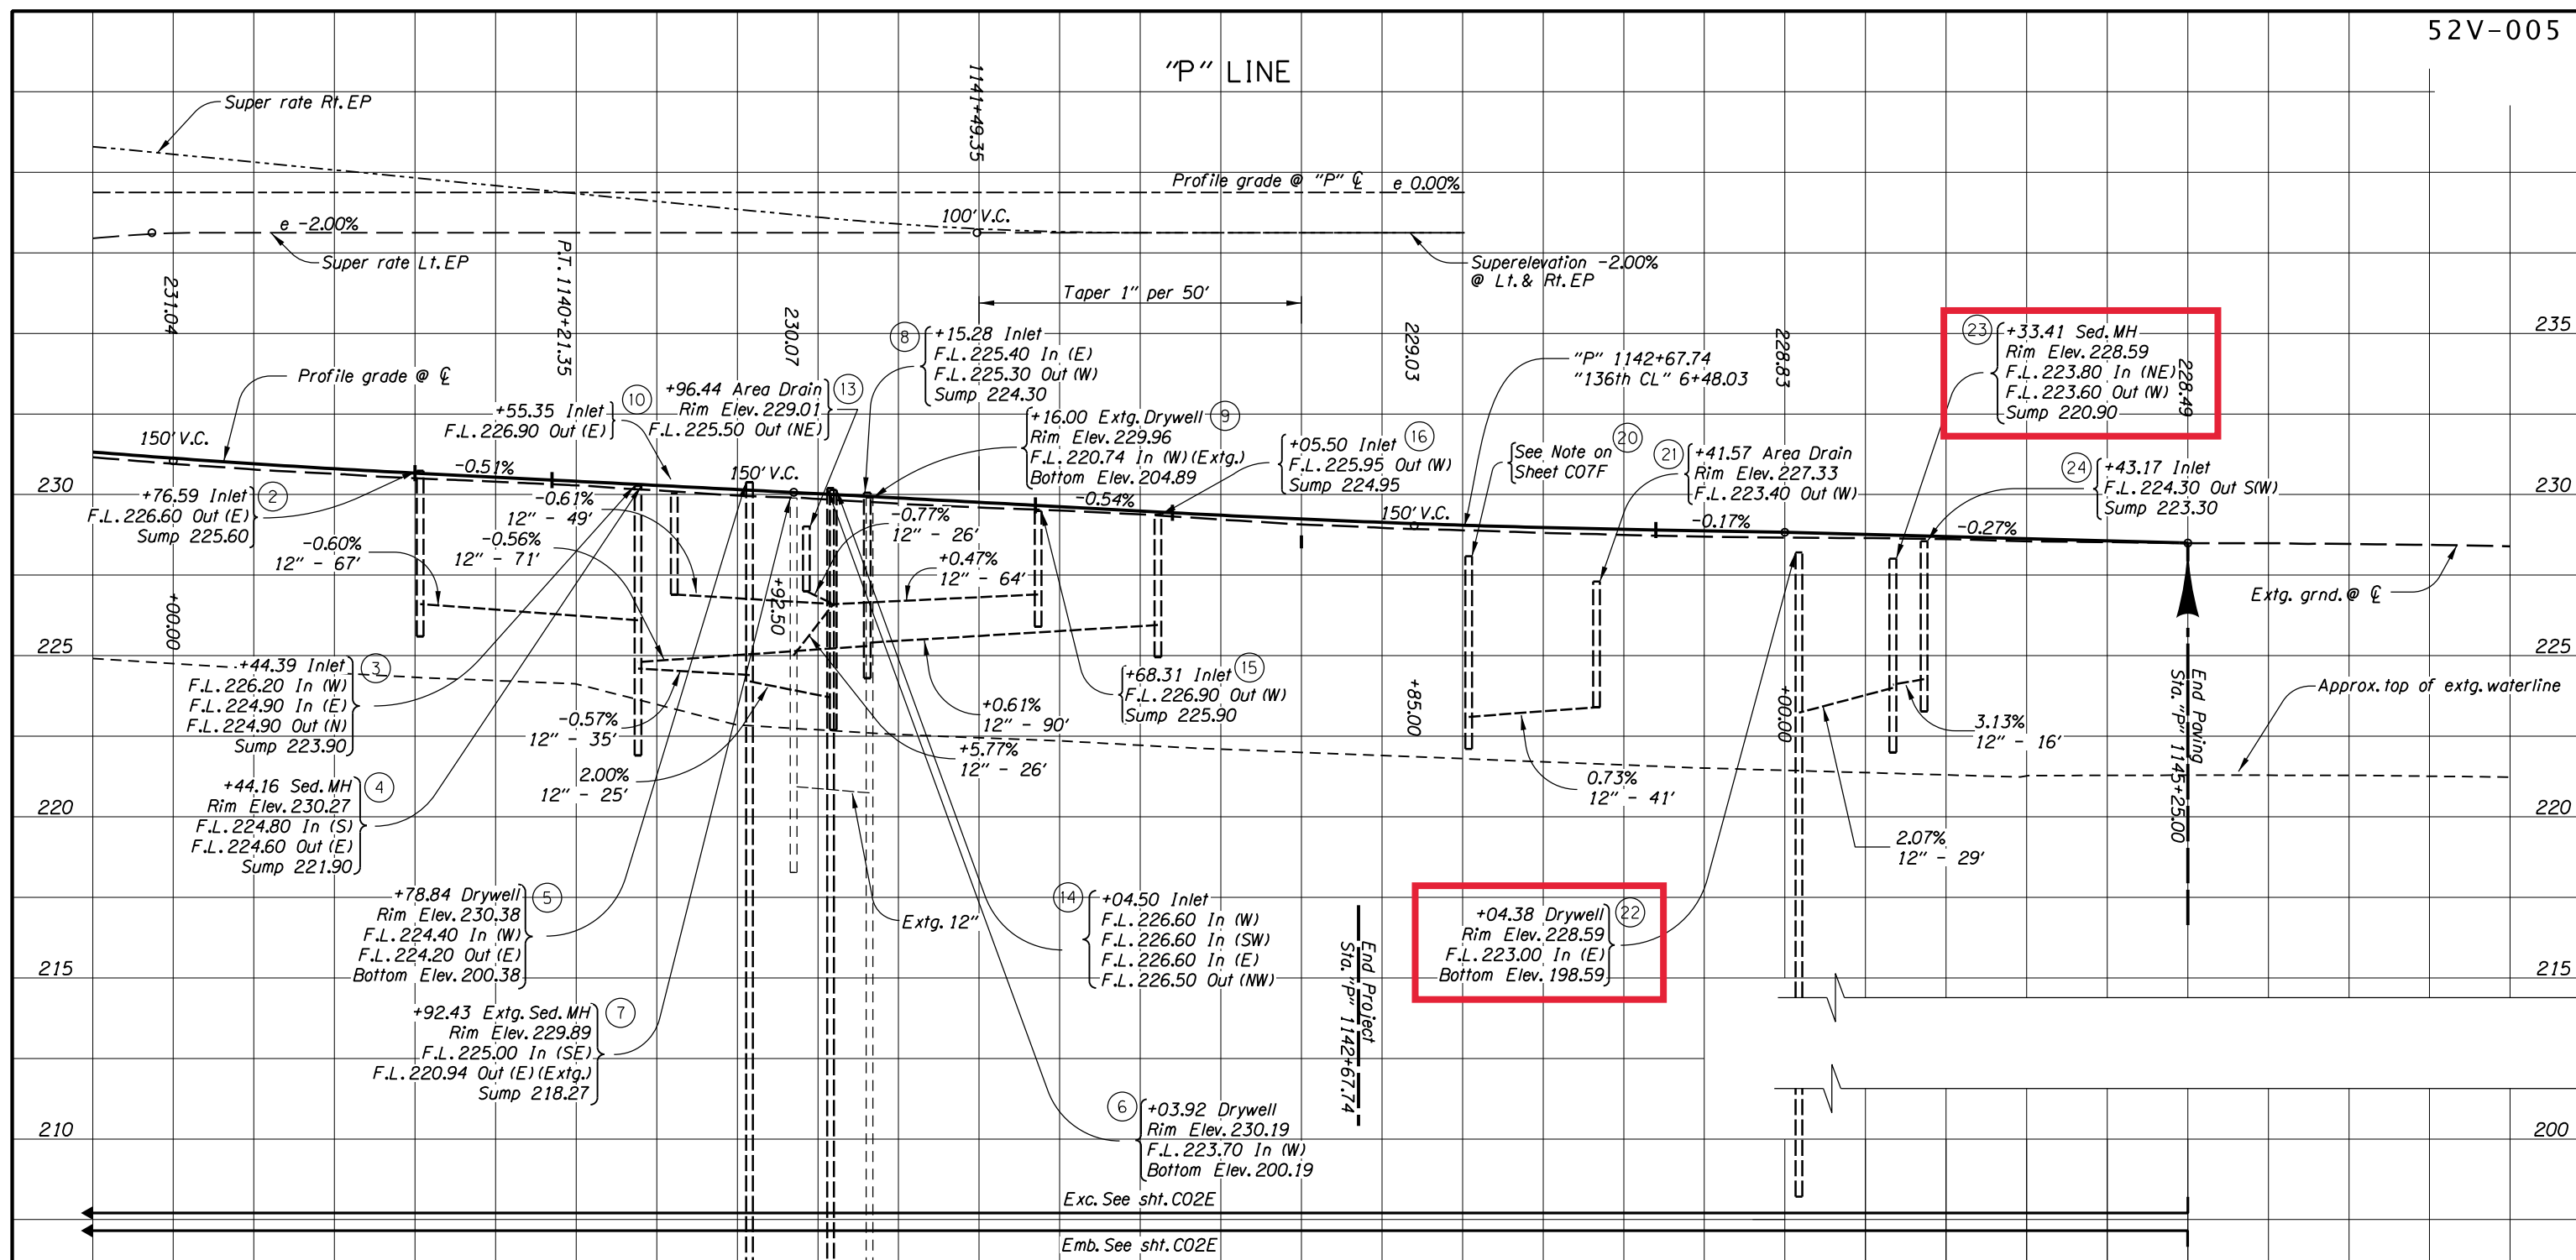 52V-005
"P" LINE
1141+49.35
Super rate Rt. EP
Profile grade @ "P" ℄ e 0.00%
100' V.C.
e -2.00%
Super rate Lt. EP
Superelevation -2.00%
@ Lt. & Rt. EP
Taper 1" per 50'
231.04
P.T. 1140+21.35
230.07
229.03
228.83
228.49
235
235
Profile grade @ ℄
150' V.C.
-0.51%
150' V.C.
-0.54%
150' V.C.
-0.17%
-0.27%
"P" 1142+67.74
"136th CL" 6+48.03
8
+15.28 Inlet
F.L. 225.40 In (E)
F.L. 225.30 Out (W)
Sump 224.30
23
+33.41 Sed. MH
Rim Elev. 228.59
F.L. 223.80 In (NE)
F.L. 223.60 Out (W)
Sump 220.90
10
+55.35 Inlet
F.L. 226.90 Out (E)
13
+96.44 Area Drain
Rim Elev. 229.01
F.L. 225.50 Out (NE)
9
+16.00 Extg. Drywell
Rim Elev. 229.96
F.L. 220.74 In (W) (Extg.)
Bottom Elev. 204.89
16
+05.50 Inlet
F.L. 225.95 Out (W)
Sump 224.95
20
See Note on
Sheet C07F
21
+41.57 Area Drain
Rim Elev. 227.33
F.L. 223.40 Out (W)
24
+43.17 Inlet
F.L. 224.30 Out S(W)
Sump 223.30
230
230
2
+76.59 Inlet
F.L. 226.60 Out (E)
Sump 225.60
-0.60%
12" - 67'
-0.61%
12" - 49'
-0.56%
12" - 71'
-0.77%
12" - 26'
+0.47%
12" - 64'
Extg. grnd. @ ℄
+00.00
+92.50
+85.00
+00.00
225
225
3
+44.39 Inlet
F.L. 226.20 In (W)
F.L. 224.90 In (E)
F.L. 224.90 Out (N)
Sump 223.90
-0.57%
12" - 35'
2.00%
12" - 25'
15
+68.31 Inlet
F.L. 226.90 Out (W)
Sump 225.90
+0.61%
12" - 90'
+5.77%
12" - 26'
0.73%
12" - 41'
3.13%
12" - 16'
2.07%
12" - 29'
Approx. top of extg. waterline
End Paving
Sta. "P" 1145+25.00
220
220
4
+44.16 Sed. MH
Rim Elev. 230.27
F.L. 224.80 In (S)
F.L. 224.60 Out (E)
Sump 221.90
5
+78.84 Drywell
Rim Elev. 230.38
F.L. 224.40 In (W)
F.L. 224.20 Out (E)
Bottom Elev. 200.38
Extg. 12"
14
+04.50 Inlet
F.L. 226.60 In (W)
F.L. 226.60 In (SW)
F.L. 226.60 In (E)
F.L. 226.50 Out (NW)
End Project
Sta. "P" 1142+67.74
22
+04.38 Drywell
Rim Elev. 228.59
F.L. 223.00 In (E)
Bottom Elev. 198.59
215
215
7
+92.43 Extg. Sed. MH
Rim Elev. 229.89
F.L. 225.00 In (SE)
F.L. 220.94 Out (E) (Extg.)
Sump 218.27
6
+03.92 Drywell
Rim Elev. 230.19
F.L. 223.70 In (W)
Bottom Elev. 200.19
210
200
Exc. See sht. C02E
Emb. See sht. C02E